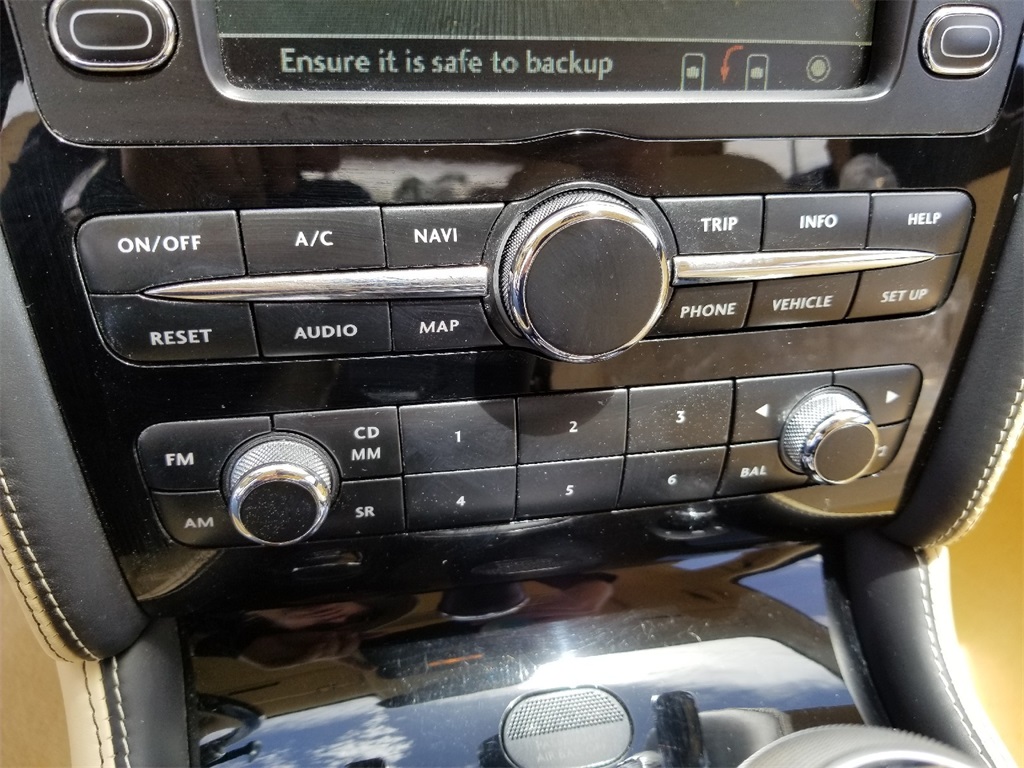 Ensure it is safe to backup
ON/OFF A/C NAVI TRIP INFO HELP
RESET AUDIO MAP PHONE VEHICLE SET UP
FM CD MM 1 2 3
AM SR 4 5 6 BAL